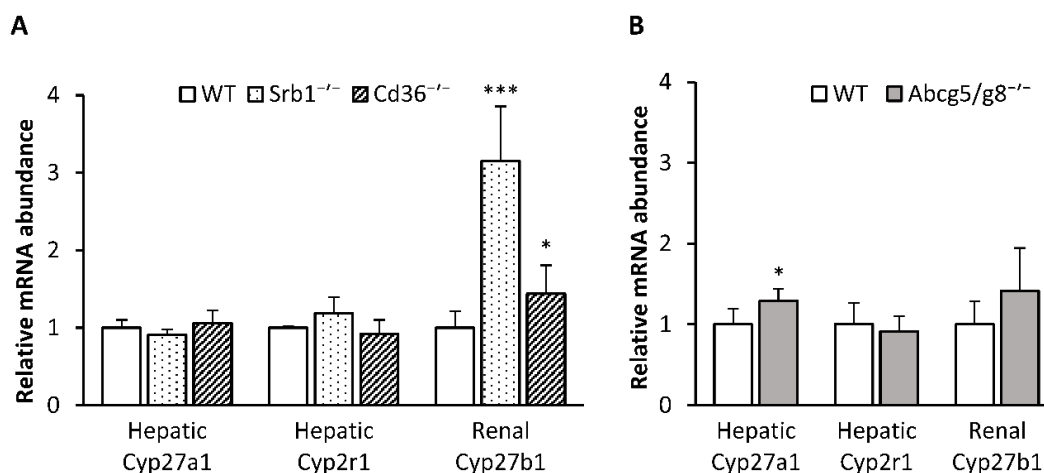 A
WT Srb1⁻/⁻ Cd36⁻/⁻
Relative mRNA abundance
4
3
2
1
0
***
*
Hepatic Cyp27a1
Hepatic Cyp2r1
Renal Cyp27b1
B
WT Abcg5/g8⁻/⁻
Relative mRNA abundance
4
3
2
1
0
*
Hepatic Cyp27a1
Hepatic Cyp2r1
Renal Cyp27b1